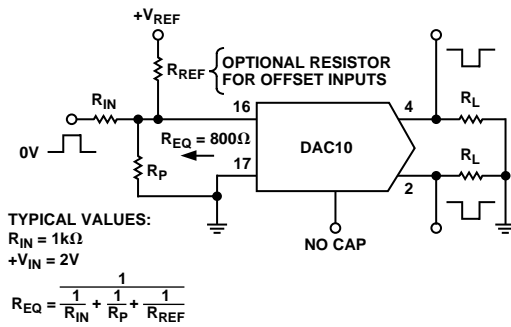 +VREF
RREF
OPTIONAL RESISTOR
FOR OFFSET INPUTS
RIN
16
4
RL
0V
REQ = 800Ω
DAC10
RP
17
2
RL
TYPICAL VALUES:
RIN = 1kΩ
+VIN = 2V
NO CAP
REQ = 1 / (1/RIN + 1/RP + 1/RREF)